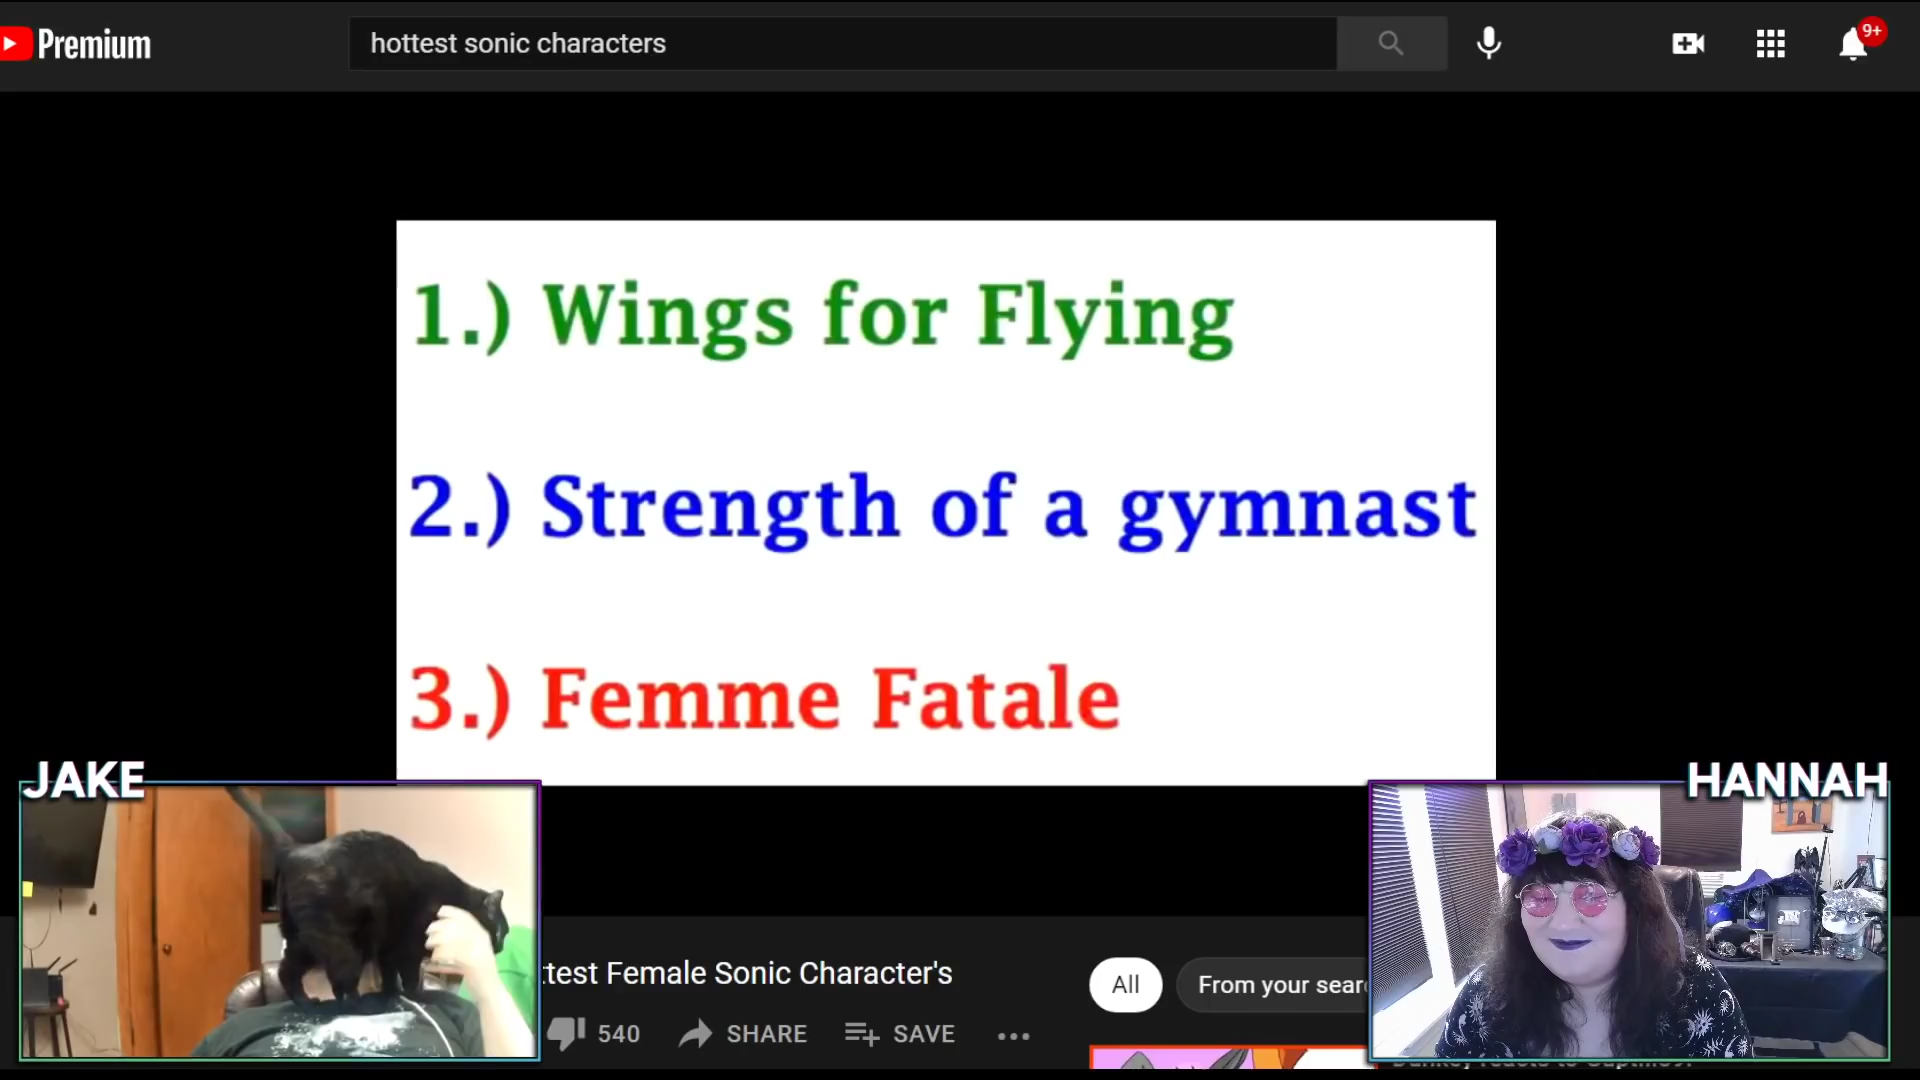 Premium
hottest sonic characters
9+
1.) Wings for Flying
2.) Strength of a gymnast
3.) Femme Fatale
JAKE
HANNAH
ttest Female Sonic Character's
540
SHARE
SAVE
All
From your sear